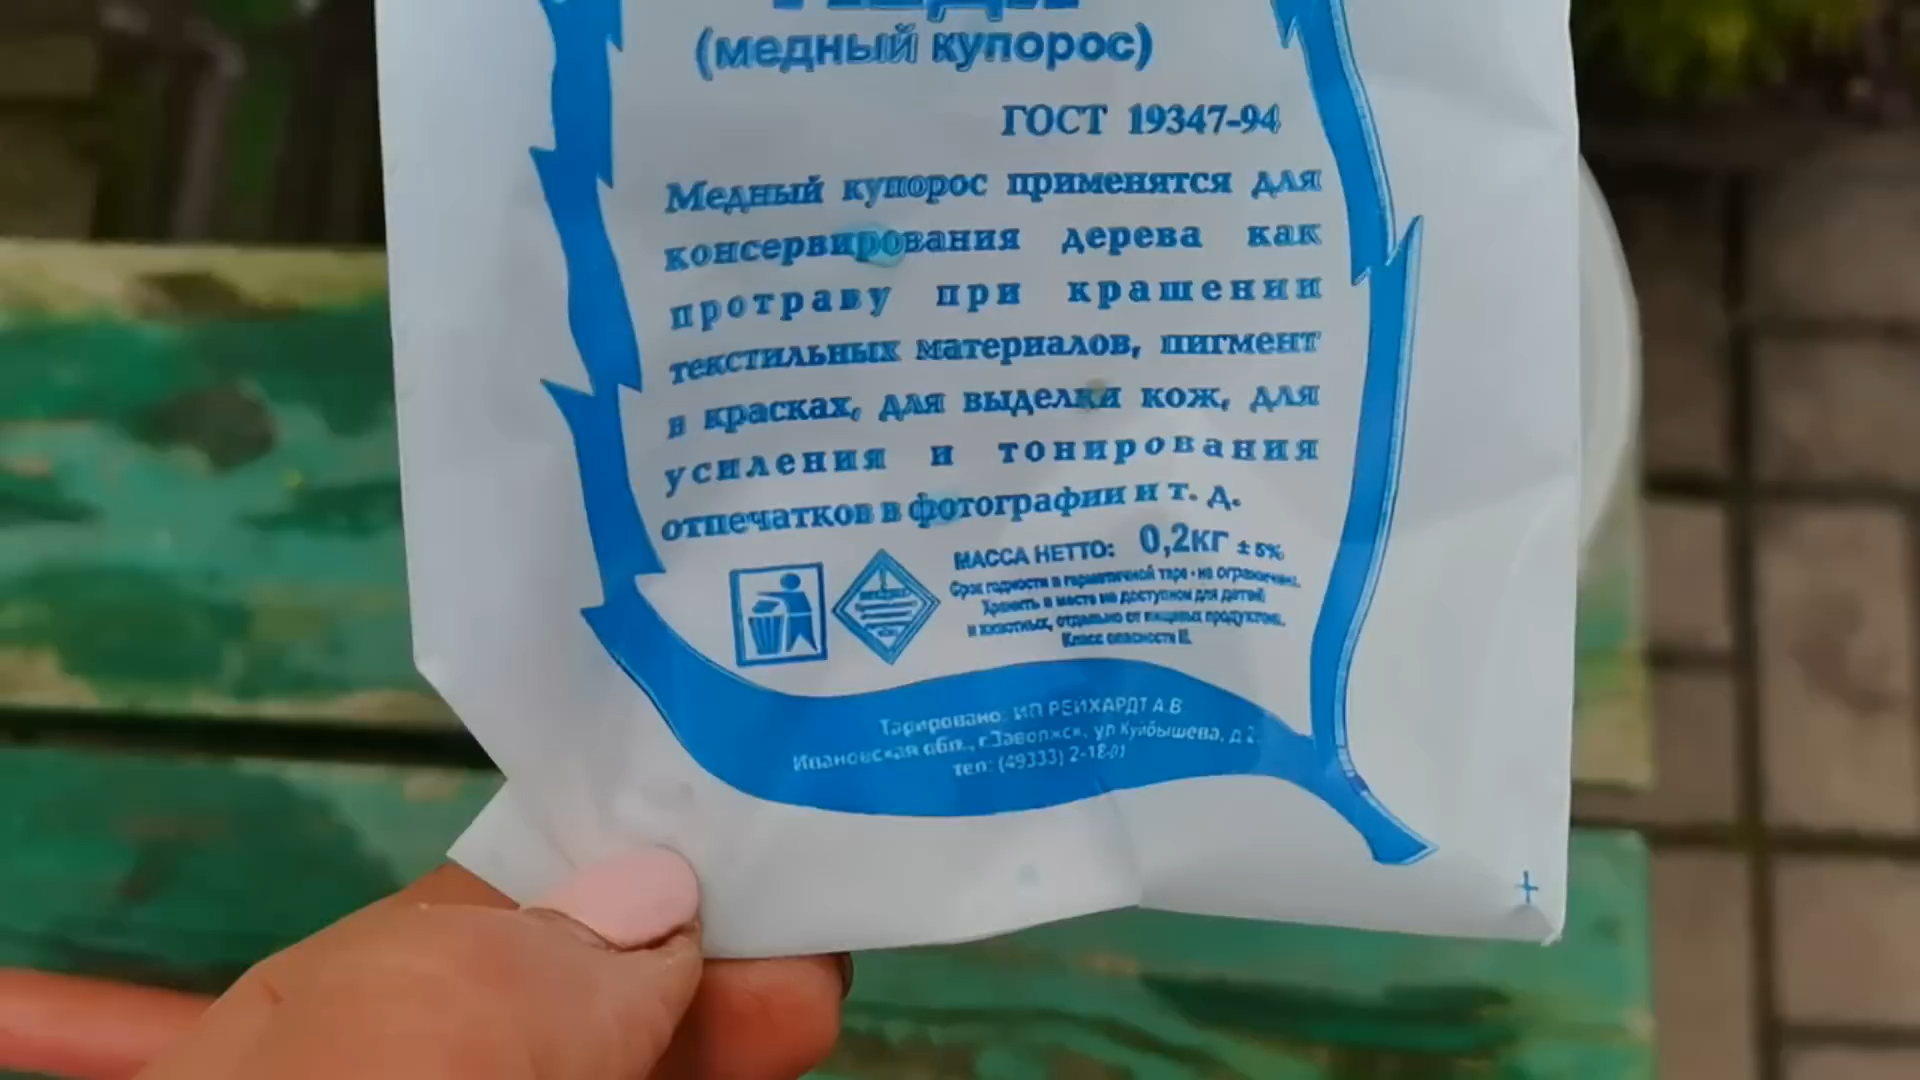 (медный купорос)
ГОСТ 19347-94
Медный купорос применятся для
консервирования дерева как
протраву при крашении
текстильных материалов, пигмент
в красках, для выделки кож, для
усиления и тонирования
отпечатков в фотографии и т. д.
МАССА НЕТТО: 0,2кг ± 5%
Срок годности в герметичной таре - не ограничен.
Хранить в месте не доступном для детей
и животных, отдельно от пищевых продуктов.
Класс опасности II.
Тарировано: ИП РЕЙХАРДТ А.В
Ивановская обл., г.Заволжск, ул Куйбышева, д 2
тел: (49333) 2-18-01